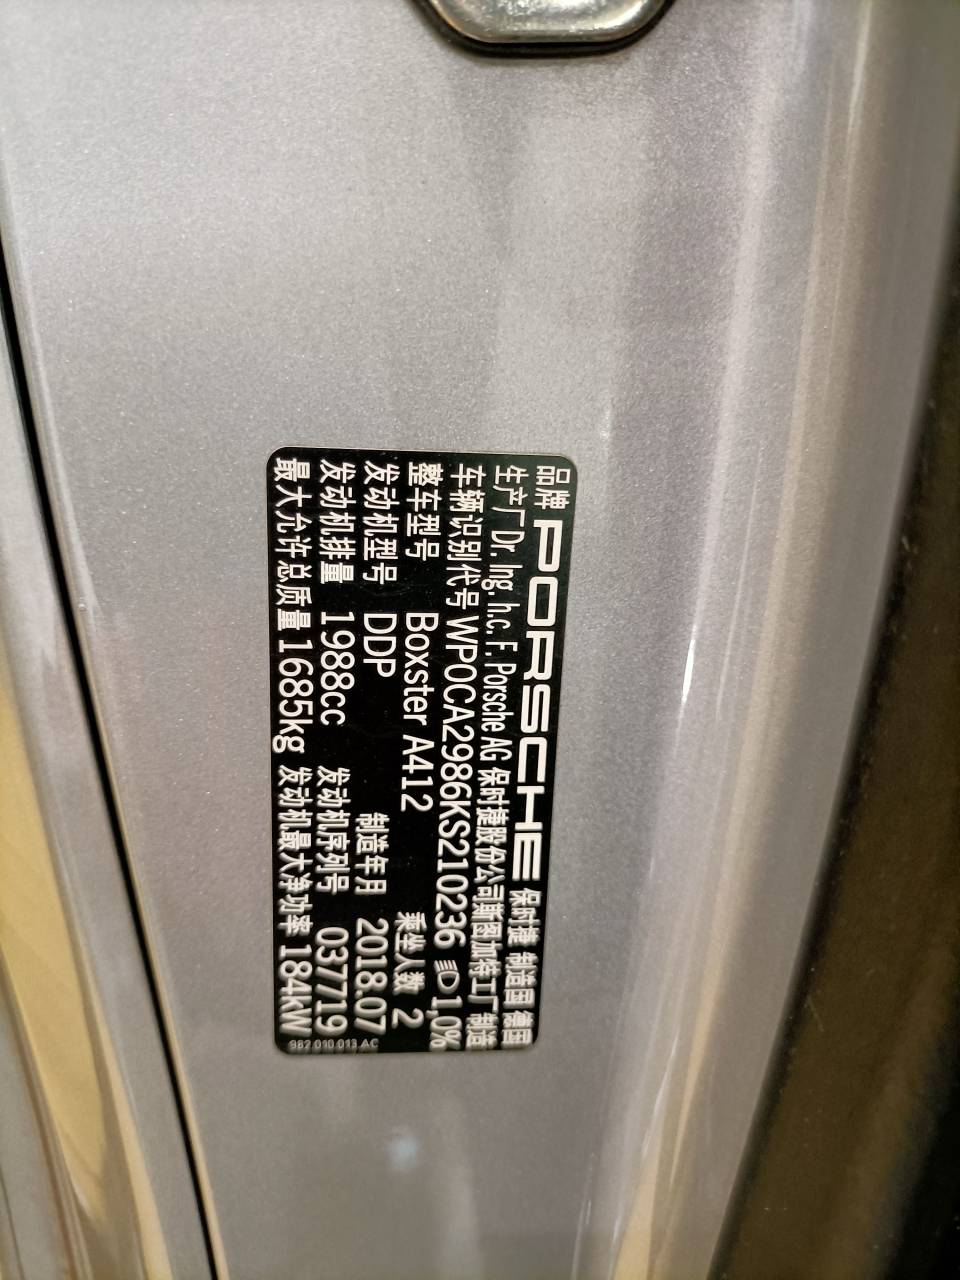 品牌 PORSCHE 保时捷 制造国 德国
生产厂 Dr. Ing. h.c. F. Porsche AG 保时捷股份公司斯图加特工厂 制造
车辆识别代号 WP0CA2986KS210236 1,0%
整车型号 Boxster A412 乘坐人数 2
发动机型号 DDP 制造年月 2018.07
发动机排量 1988cc 发动机序列号 037719
最大允许总质量 1685kg 发动机最大净功率 184kW
982.010.013.AC